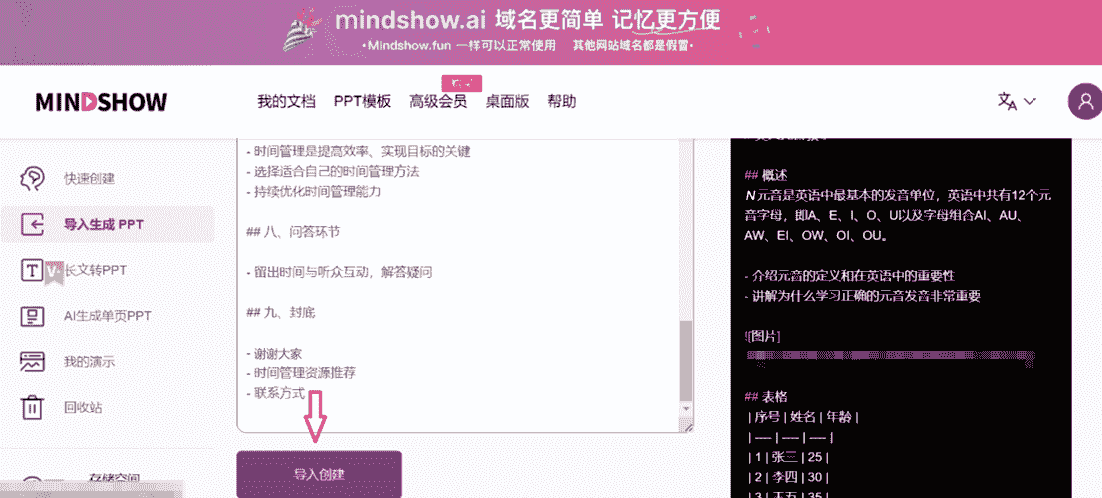 mindshow.ai 域名更简单 记忆更方便
•Mindshow.fun 一样可以正常使用 其他网站域名都是假冒•
MINDSHOW
我的文档 PPT模板 高级会员 桌面版 帮助
快速创建
导入生成 PPT
长文转PPT
AI生成单页PPT
我的演示
回收站
存储空间
- 时间管理是提高效率、实现目标的关键
- 选择适合自己的时间管理方法
- 持续优化时间管理能力
## 八、问答环节
- 留出时间与听众互动，解答疑问
## 九、封底
- 谢谢大家
- 时间管理资源推荐
- 联系方式
导入创建
## 概述
元音是英语中最基本的发音单位，英语中共有12个元
音字母，即A、E、I、O、U以及字母组合AI、AU、
AW、EI、OW、OI、OU。
- 介绍元音的定义和在英语中的重要性
- 讲解为什么学习正确的元音发音非常重要
![图片]
## 表格
| 序号 | 姓名 | 年龄 |
| ---- | ---- | ---- |
| 1 | 张三 | 25 |
| 2 | 李四 | 30 |
| 3 | 王五 | 35 |